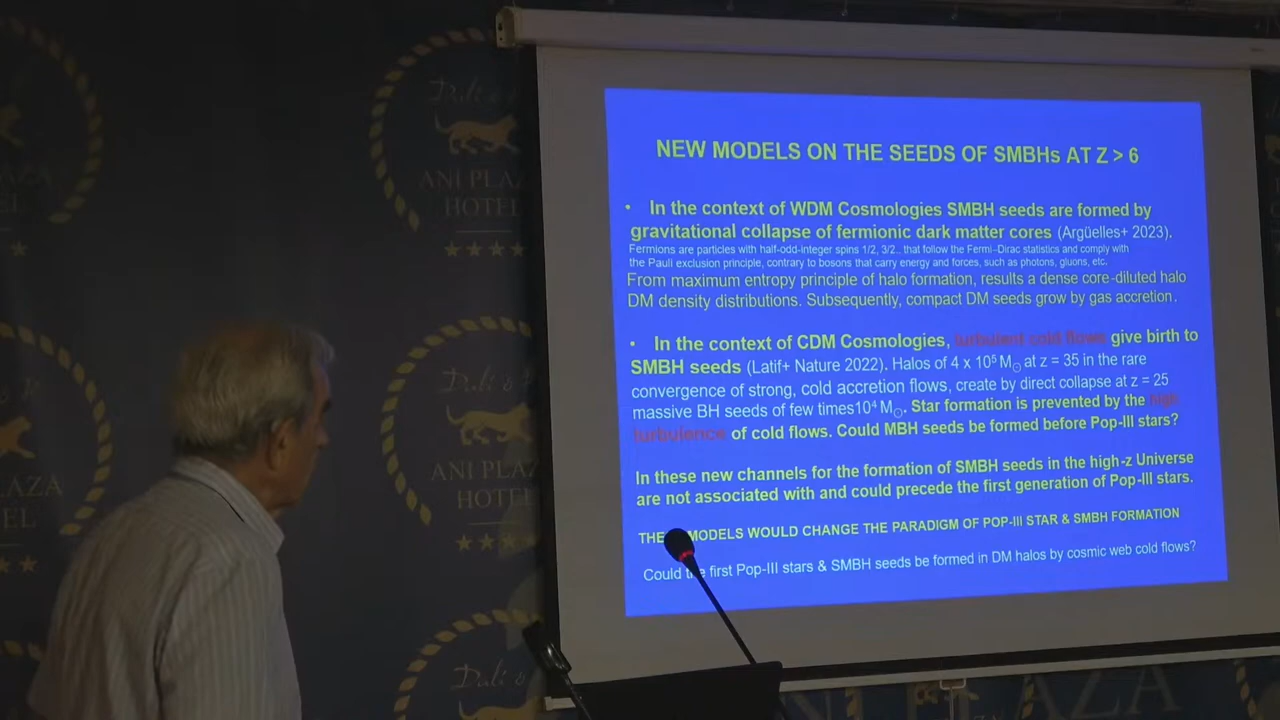 NEW MODELS ON THE SEEDS OF SMBHs AT Z > 6
• In the context of WDM Cosmologies SMBH seeds are formed by
gravitational collapse of fermionic dark matter cores (Argüelles+ 2023).
Fermions are particles with half-odd-integer spins 1/2, 3/2.. that follow the Fermi–Dirac statistics and comply with
the Pauli exclusion principle, contrary to bosons that carry energy and forces, such as photons, gluons, etc.
From maximum entropy principle of halo formation, results a dense core-diluted halo
DM density distributions. Subsequently, compact DM seeds grow by gas accretion.
• In the context of CDM Cosmologies, turbulent cold flows give birth to
SMBH seeds (Latif+ Nature 2022). Halos of 4 x 10⁶ M☉ at z = 35 in the rare
convergence of strong, cold accretion flows, create by direct collapse at z = 25
massive BH seeds of few times10⁴ M☉. Star formation is prevented by the high
turbulence of cold flows. Could MBH seeds be formed before Pop-III stars?
In these new channels for the formation of SMBH seeds in the high-z Universe
are not associated with and could precede the first generation of Pop-III stars.
THE MODELS WOULD CHANGE THE PARADIGM OF POP-III STAR & SMBH FORMATION
Could the first Pop-III stars & SMBH seeds be formed in DM halos by cosmic web cold flows?
ANI PLAZA
HOTEL
ANI PLAZA
HOTEL